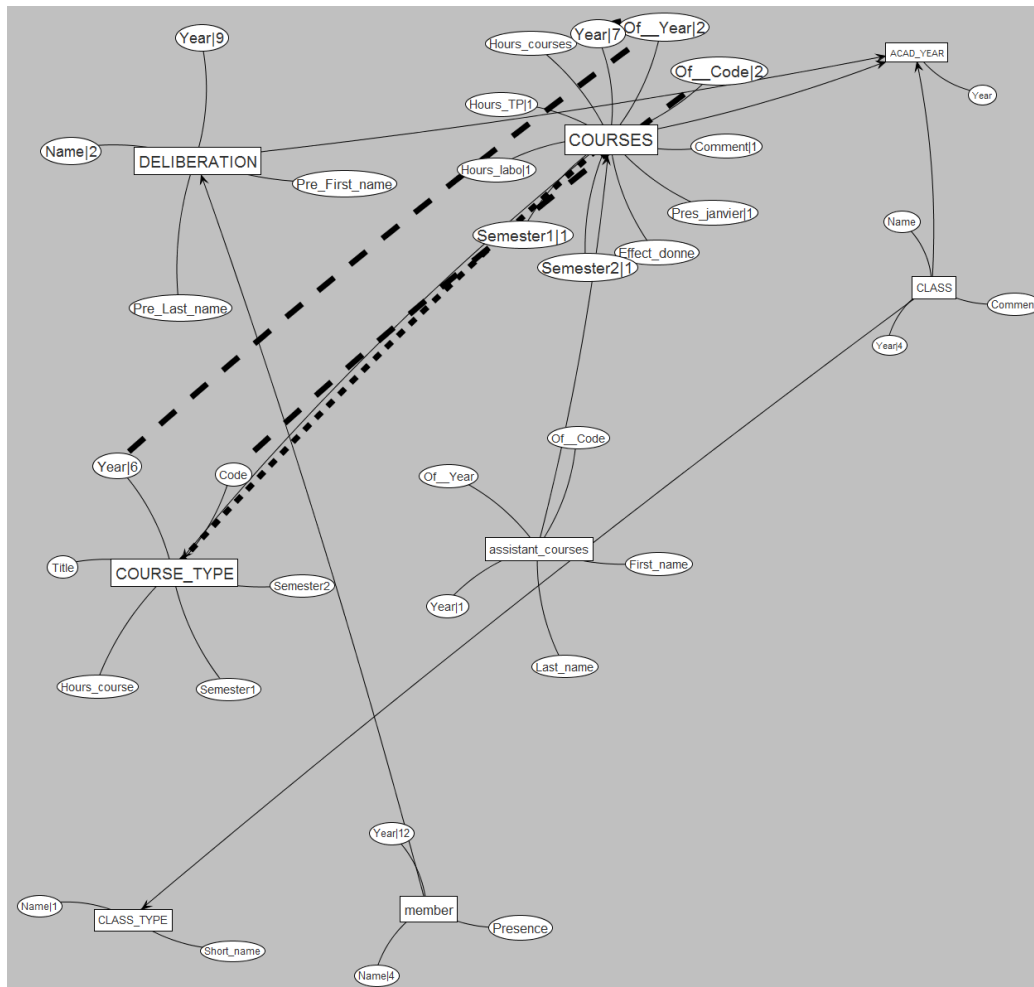 Year|9
Hours_courses
Year|7
Of__Year|2
ACAD_YEAR
Of__Code|2
Year
Hours_TP|1
COURSES
Name|2
DELIBERATION
Comment|1
Hours_labo|1
Pre_First_name
Pres_janvier|1
Name
Semester1|1
Effect_donne
Semester2|1
CLASS
Pre_Last_name
Commen
Year|4
Of__Code
Year|6
Code
Of__Year
assistant_courses
Title
COURSE_TYPE
First_name
Semester2
Year|1
Last_name
Hours_course
Semester1
Year|12
Name|1
CLASS_TYPE
member
Presence
Short_name
Name|4